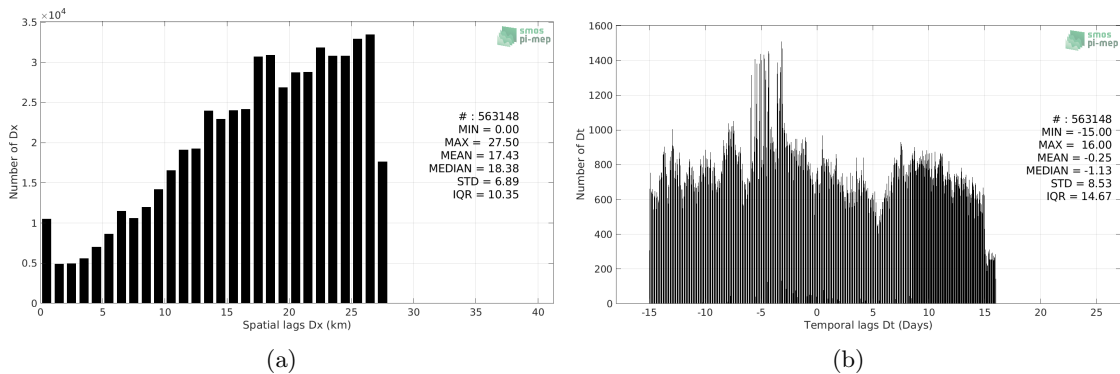 ×10⁴
3.5
3
2.5
2
1.5
1
0.5
0
Number of Dx
smos
pi-mep
# : 563148
MIN = 0.00
MAX = 27.50
MEAN = 17.43
MEDIAN = 18.38
STD = 6.89
IQR = 10.35
0 5 10 15 20 25 30 35 40
Spatial lags Dx (km)
(a)
1600
1400
1200
1000
800
600
400
200
0
Number of Dt
smos
pi-mep
# : 563148
MIN = -15.00
MAX = 16.00
MEAN = -0.25
MEDIAN = -1.13
STD = 8.53
IQR = 14.67
-15 -10 -5 0 5 10 15 20 25
Temporal lags Dt (Days)
(b)